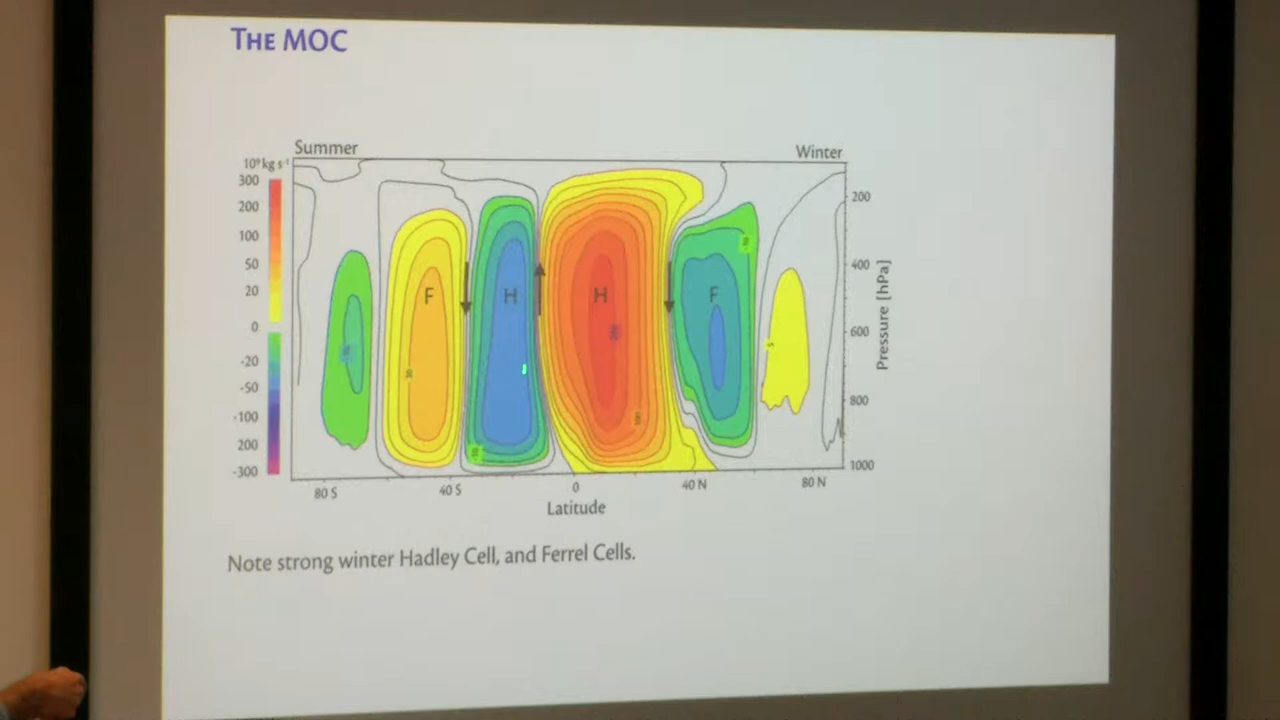 THE MOC
Summer
Winter
10⁹ kg s⁻¹
300
200
100
50
20
0
-20
-50
-100
200
-300
200
400
600
800
1000
Pressure [hPa]
F
H
H
F
5
80 S
40 S
0
40 N
80 N
Latitude
Note strong winter Hadley Cell, and Ferrel Cells.